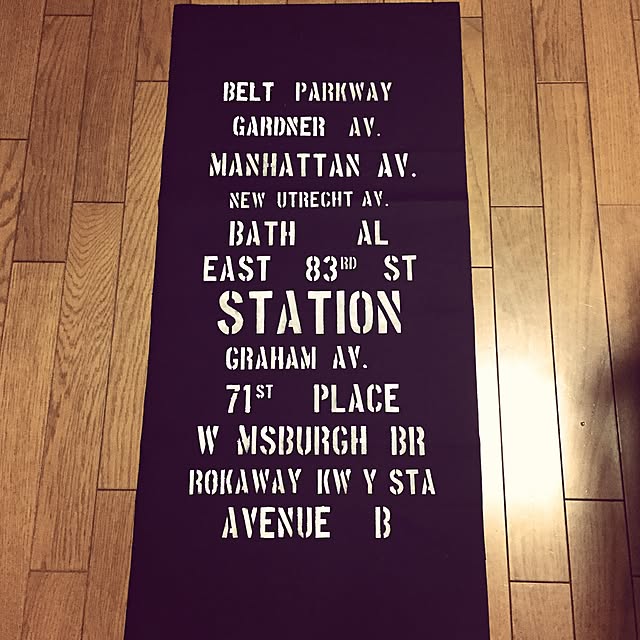 BELT PARKWAY
GARDNER AV.
MANHATTAN AV.
NEW UTRECHT AV.
BATH AL
EAST 83RD ST
STATION
GRAHAM AV.
71ST PLACE
W MSBURGH BR
ROKAWAY KW Y STA
AVENUE B